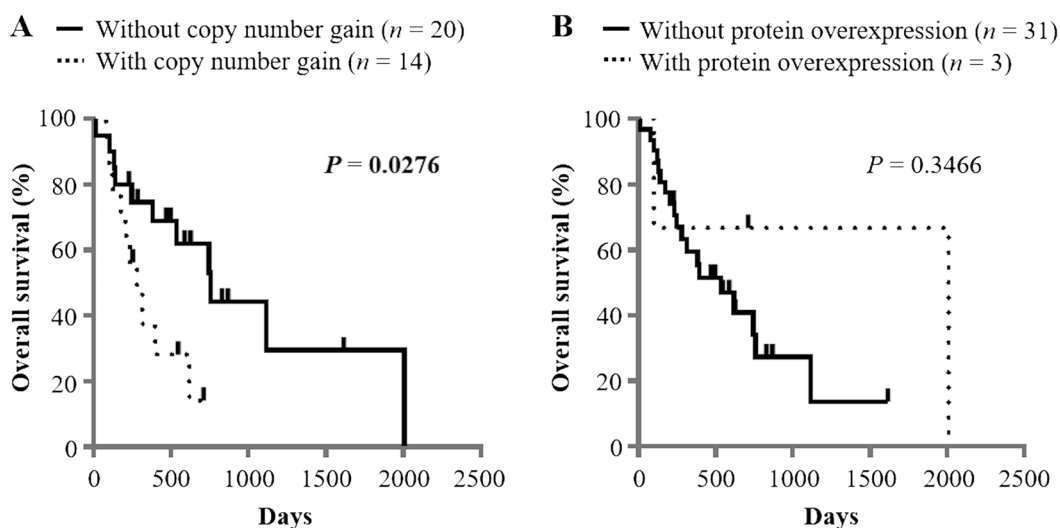 A
Without copy number gain (n = 20)
With copy number gain (n = 14)
Overall survival (%)
100
80
60
40
20
0
P = 0.0276
0 500 1000 1500 2000 2500
Days
B
Without protein overexpression (n = 31)
With protein overexpression (n = 3)
Overall survival (%)
100
80
60
40
20
0
P = 0.3466
0 500 1000 1500 2000 2500
Days